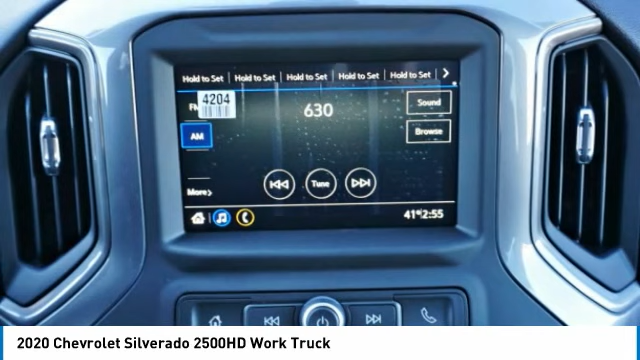 Hold to Set Hold to Set Hold to Set Hold to Set Hold to Set
4204
630
Sound
AM
Browse
Tune
More
41° 2:55
2020 Chevrolet Silverado 2500HD Work Truck